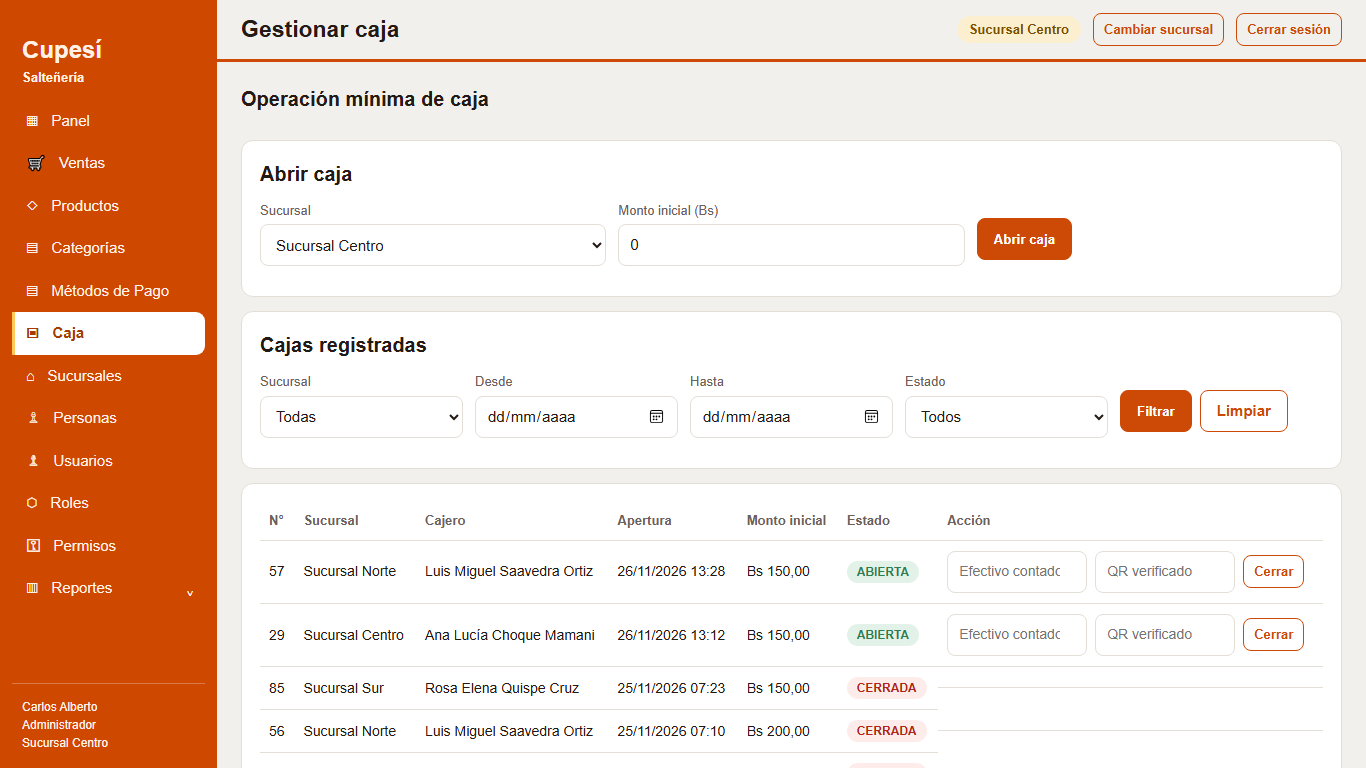 Cupesí
Salteñería
Panel
Ventas
Productos
Categorías
Métodos de Pago
Caja
Sucursales
Personas
Usuarios
Roles
Permisos
Reportes
Carlos Alberto
Administrador
Sucursal Centro
Gestionar caja
Sucursal Centro Cambiar sucursal Cerrar sesión
Operación mínima de caja
Abrir caja
Sucursal Monto inicial (Bs)
Sucursal Centro 0 Abrir caja
Cajas registradas
Sucursal Desde Hasta Estado
Todas dd/mm/aaaa dd/mm/aaaa Todos Filtrar Limpiar
N° Sucursal Cajero Apertura Monto inicial Estado Acción
57 Sucursal Norte Luis Miguel Saavedra Ortiz 26/11/2026 13:28 Bs 150,00 ABIERTA Efectivo contado QR verificado Cerrar
29 Sucursal Centro Ana Lucía Choque Mamani 26/11/2026 13:12 Bs 150,00 ABIERTA Efectivo contado QR verificado Cerrar
85 Sucursal Sur Rosa Elena Quispe Cruz 25/11/2026 07:23 Bs 150,00 CERRADA
56 Sucursal Norte Luis Miguel Saavedra Ortiz 25/11/2026 07:10 Bs 200,00 CERRADA